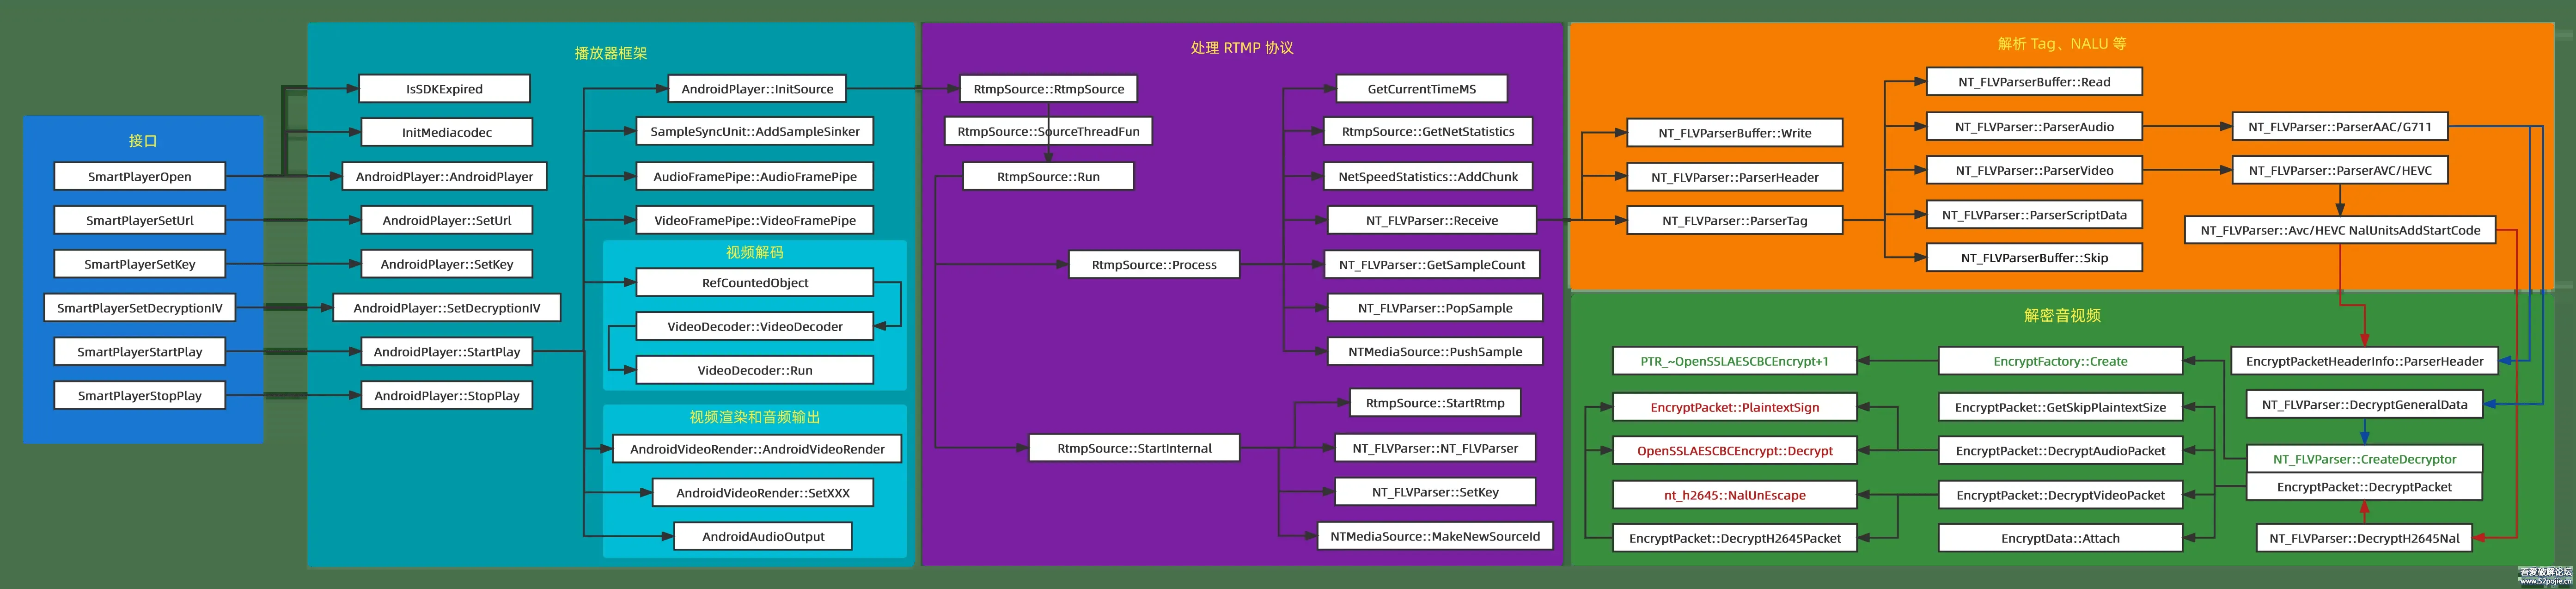 接口
SmartPlayerOpen
SmartPlayerSetUrl
SmartPlayerSetKey
SmartPlayerSetDecryptionIV
SmartPlayerStartPlay
SmartPlayerStopPlay
播放器框架
IsSDKExpired
InitMediacodec
AndroidPlayer::AndroidPlayer
AndroidPlayer::SetUrl
AndroidPlayer::SetKey
AndroidPlayer::SetDecryptionIV
AndroidPlayer::StartPlay
AndroidPlayer::StopPlay
AndroidPlayer::InitSource
SampleSyncUnit::AddSampleSinker
AudioFramePipe::AudioFramePipe
VideoFramePipe::VideoFramePipe
视频解码
RefCountedObject
VideoDecoder::VideoDecoder
VideoDecoder::Run
视频渲染和音频输出
AndroidVideoRender::AndroidVideoRender
AndroidVideoRender::SetXXX
AndroidAudioOutput
处理 RTMP 协议
RtmpSource::RtmpSource
RtmpSource::SourceThreadFun
RtmpSource::Run
RtmpSource::Process
RtmpSource::StartInternal
GetCurrentTimeMS
RtmpSource::GetNetStatistics
NetSpeedStatistics::AddChunk
NT_FLVParser::Receive
NT_FLVParser::GetSampleCount
NT_FLVParser::PopSample
NTMediaSource::PushSample
RtmpSource::StartRtmp
NT_FLVParser::NT_FLVParser
NT_FLVParser::SetKey
NTMediaSource::MakeNewSourceId
解析 Tag、NALU 等
NT_FLVParserBuffer::Write
NT_FLVParser::ParserHeader
NT_FLVParser::ParserTag
NT_FLVParserBuffer::Read
NT_FLVParser::ParserAudio
NT_FLVParser::ParserVideo
NT_FLVParser::ParserScriptData
NT_FLVParserBuffer::Skip
NT_FLVParser::ParserAAC/G711
NT_FLVParser::ParserAVC/HEVC
NT_FLVParser::Avc/HEVC NalUnitsAddStartCode
解密音视频
PTR_~OpenSSLAESCBCEncrypt+1
EncryptPacket::PlaintextSign
OpenSSLAESCBCEncrypt::Decrypt
nt_h2645::NalUnEscape
EncryptPacket::DecryptH2645Packet
EncryptFactory::Create
EncryptPacket::GetSkipPlaintextSize
EncryptPacket::DecryptAudioPacket
EncryptPacket::DecryptVideoPacket
EncryptData::Attach
EncryptPacketHeaderInfo::ParserHeader
NT_FLVParser::DecryptGeneralData
NT_FLVParser::CreateDecryptor
EncryptPacket::DecryptPacket
NT_FLVParser::DecryptH2645Nal
吾爱破解论坛
www.52pojie.cn